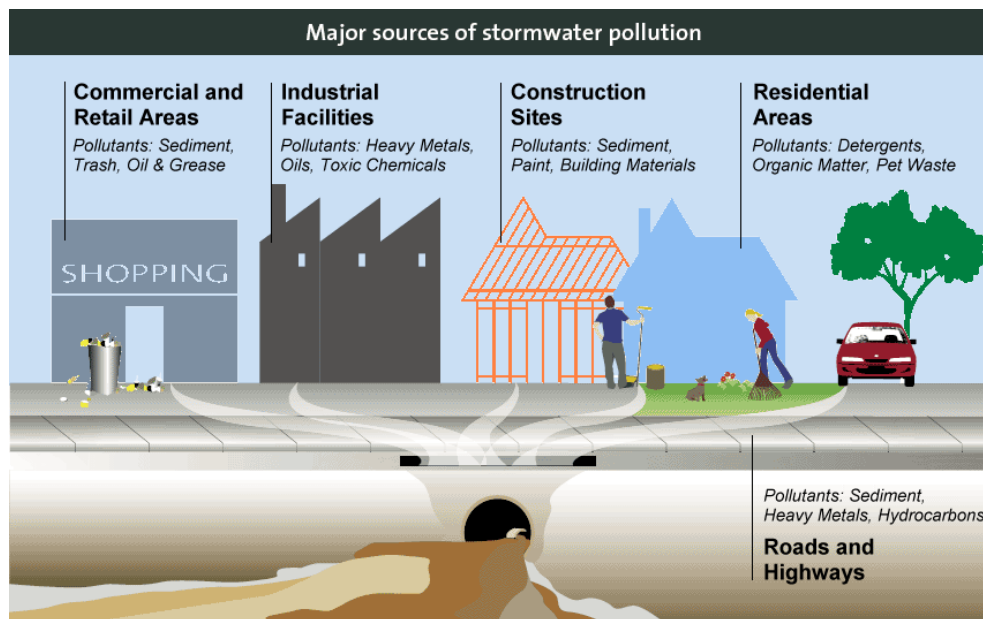 Major sources of stormwater pollution
Commercial and
Retail Areas
Pollutants: Sediment,
Trash, Oil & Grease
Industrial
Facilities
Pollutants: Heavy Metals,
Oils, Toxic Chemicals
Construction
Sites
Pollutants: Sediment,
Paint, Building Materials
Residential
Areas
Pollutants: Detergents,
Organic Matter, Pet Waste
SHOPPING
Pollutants: Sediment,
Heavy Metals, Hydrocarbons
Roads and
Highways